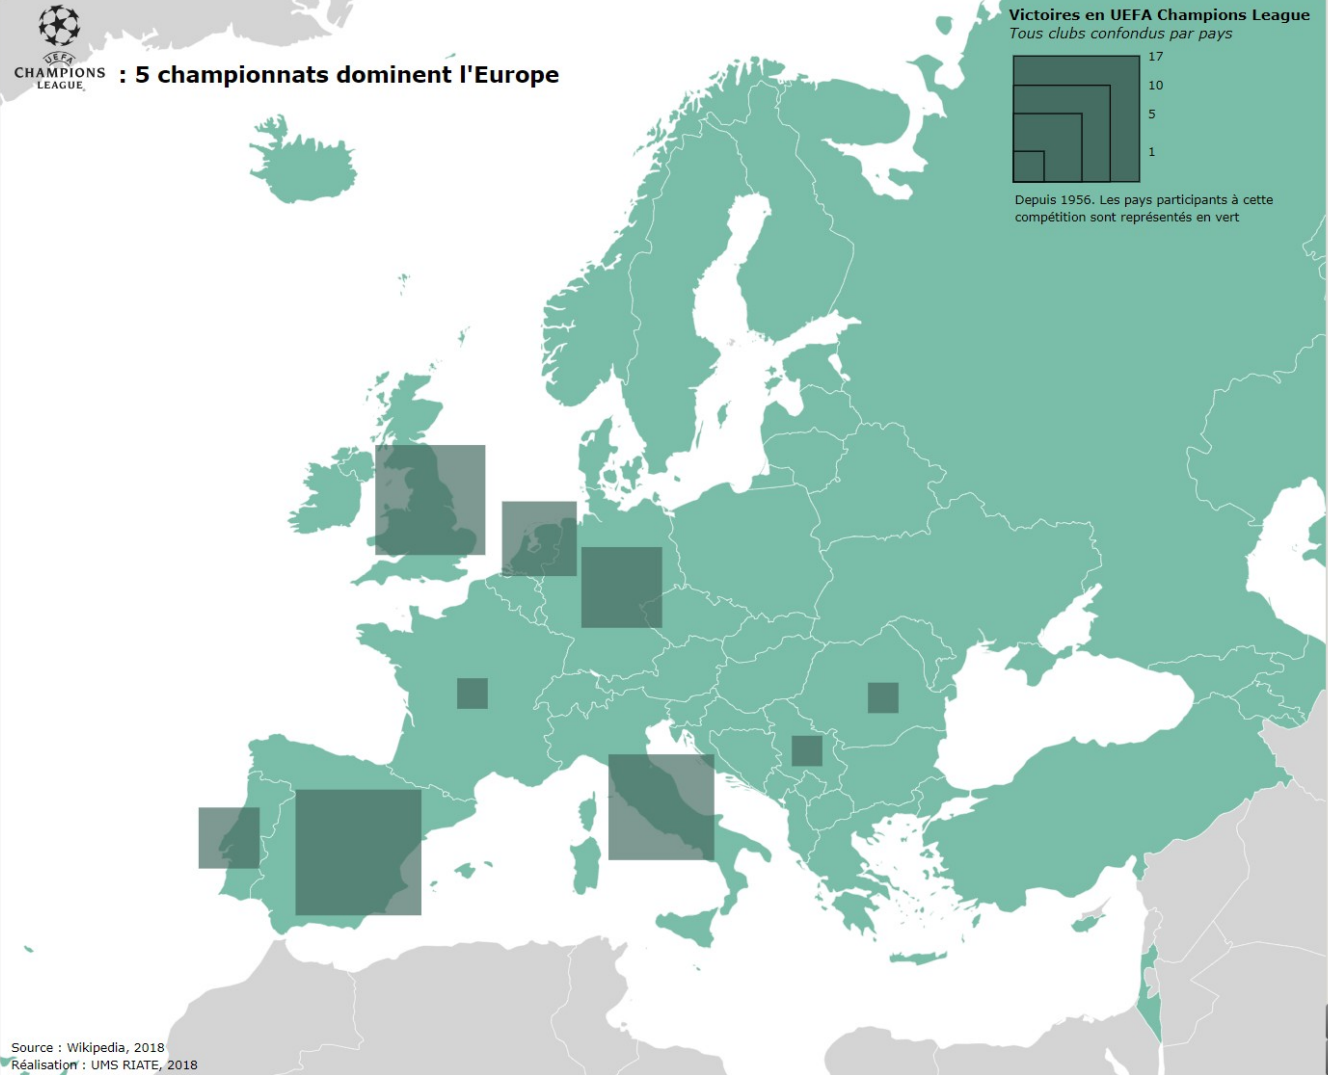 UEFA
CHAMPIONS
LEAGUE
: 5 championnats dominent l'Europe
Victoires en UEFA Champions League
Tous clubs confondus par pays
17
10
5
1
Depuis 1956. Les pays participants à cette
compétition sont représentés en vert
Source : Wikipedia, 2018
Réalisation : UMS RIATE, 2018